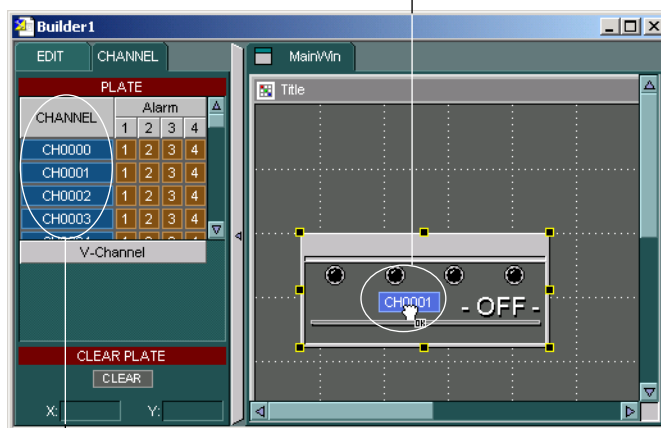 Builder1
EDIT CHANNEL
MainWin
PLATE
Title
CHANNEL
Alarm
1 2 3 4
CH0000 1 2 3 4
CH0001 1 2 3 4
CH0002 1 2 3 4
CH0003 1 2 3 4
V-Channel
CH0001
- OFF -
OK
CLEAR PLATE
CLEAR
X: Y: